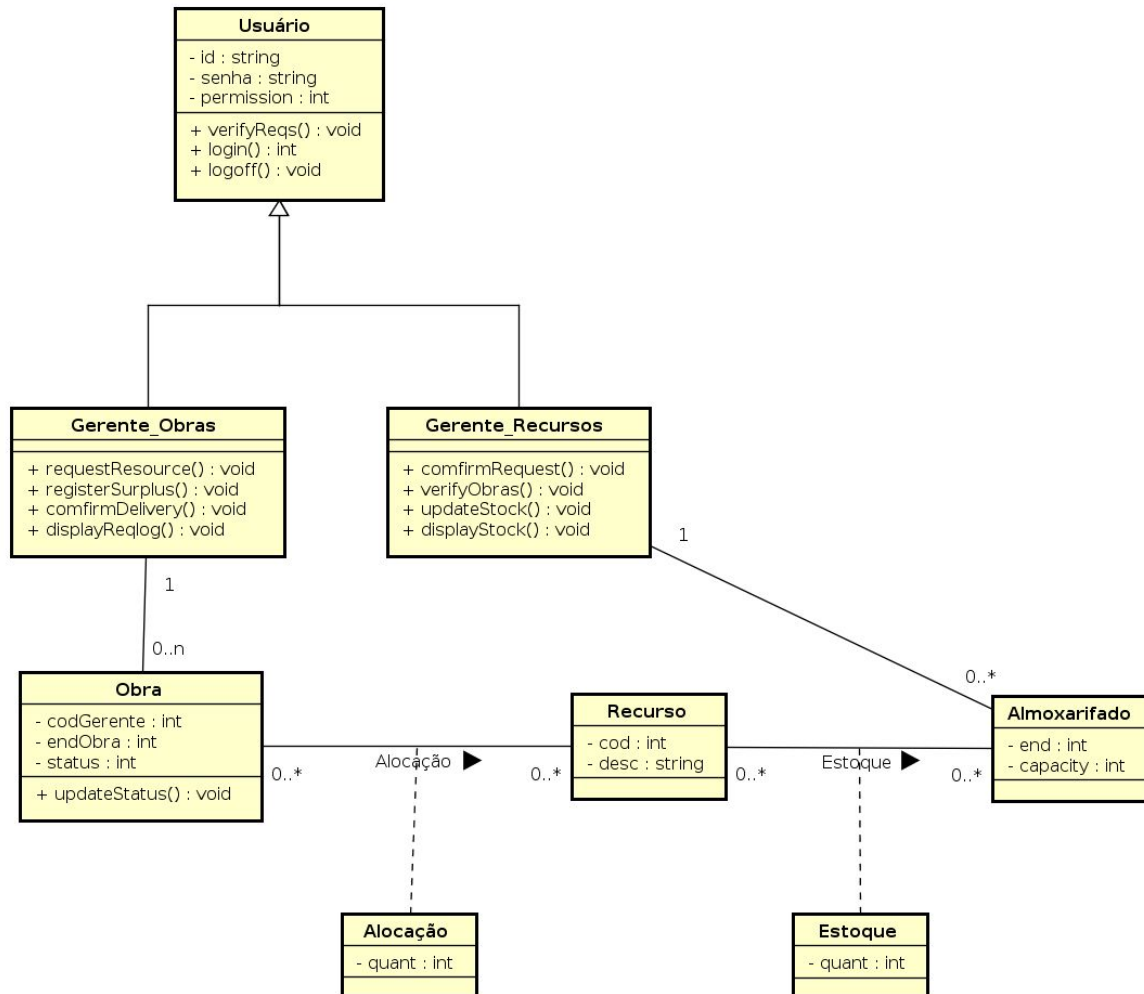 Usuário
- id : string
- senha : string
- permission : int
+ verifyReqs() : void
+ login() : int
+ logoff() : void
Gerente_Obras
+ requestResource() : void
+ registerSurplus() : void
+ comfirmDelivery() : void
+ displayReqlog() : void
Gerente_Recursos
+ comfirmRequest() : void
+ verifyObras() : void
+ updateStock() : void
+ displayStock() : void
1
1
0..n
0..*
Obra
- codGerente : int
- endObra : int
- status : int
+ updateStatus() : void
0..*
Alocação
0..*
Recurso
- cod : int
- desc : string
0..*
Estoque
0..*
Almoxarifado
- end : int
- capacity : int
Alocação
- quant : int
Estoque
- quant : int